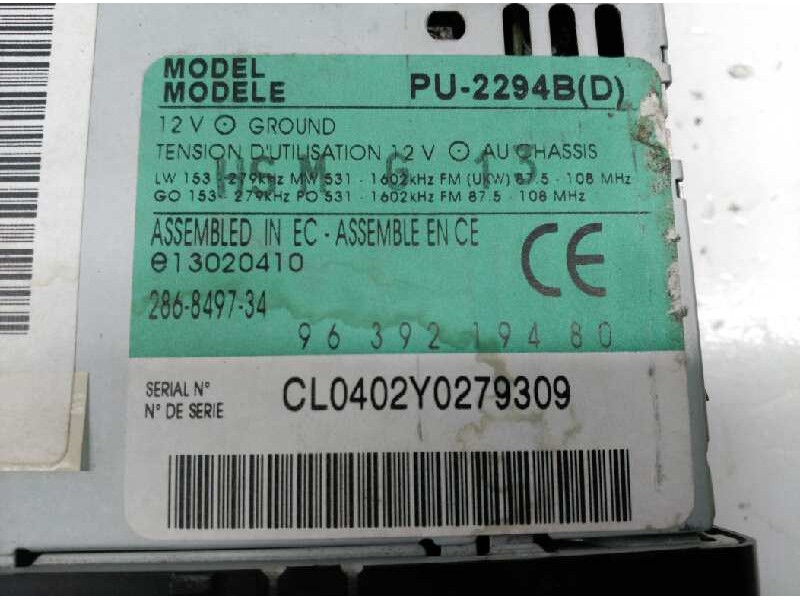 MODEL
MODELE
PU-2294B(D)
12 V ⊙ GROUND
TENSION D'UTILISATION 12 V ⊙ AU CHASSIS
HSM G 13
LW 153 - 279kHz MW 531 - 1602kHz FM (UKW) 87.5 - 108 MHz
GO 153 - 279kHz PO 531 - 1602kHz FM 87.5 - 108 MHz
ASSEMBLED IN EC - ASSEMBLE EN CE
e13020410
CE
286-8497-34
96 392 194 80
SERIAL N°
N° DE SERIE
CL0402Y0279309